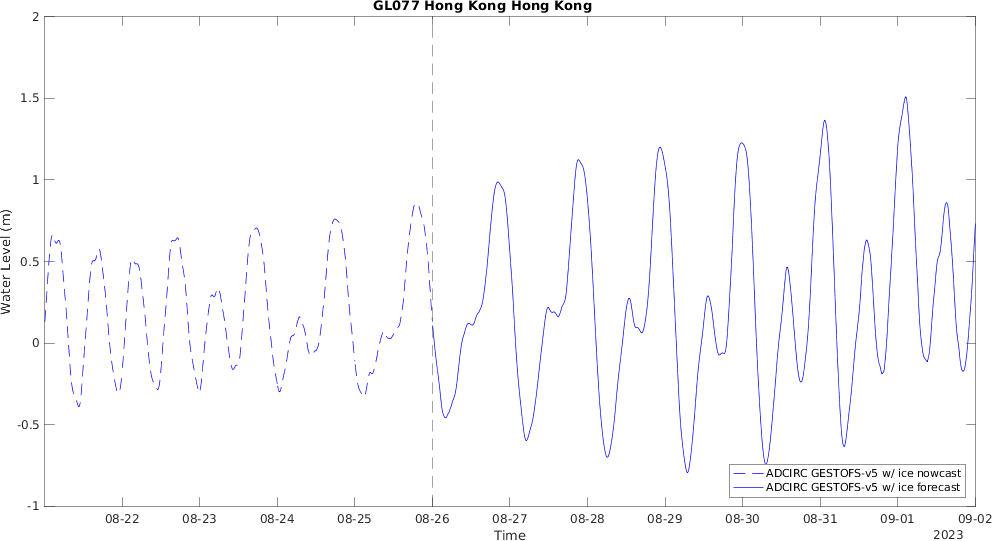 GL077 Hong Kong Hong Kong
2
1.5
1
0.5
0
-0.5
-1
Water Level (m)
ADCIRC GESTOFS-v5 w/ ice nowcast
ADCIRC GESTOFS-v5 w/ ice forecast
08-22 08-23 08-24 08-25 08-26 08-27 08-28 08-29 08-30 08-31 09-01 09-02
Time
2023